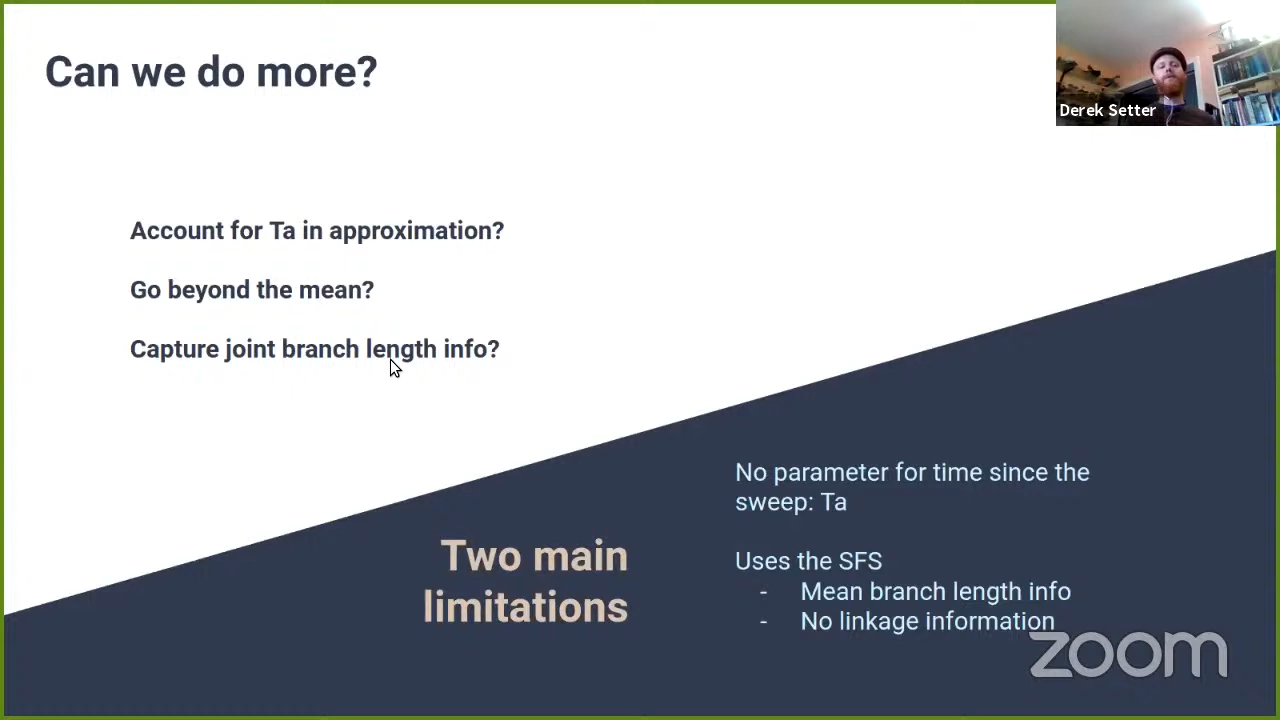 Can we do more?
Derek Setter
Account for Ta in approximation?
Go beyond the mean?
Capture joint branch length info?
Two main
limitations
No parameter for time since the
sweep: Ta
Uses the SFS
- Mean branch length info
- No linkage information
zoom